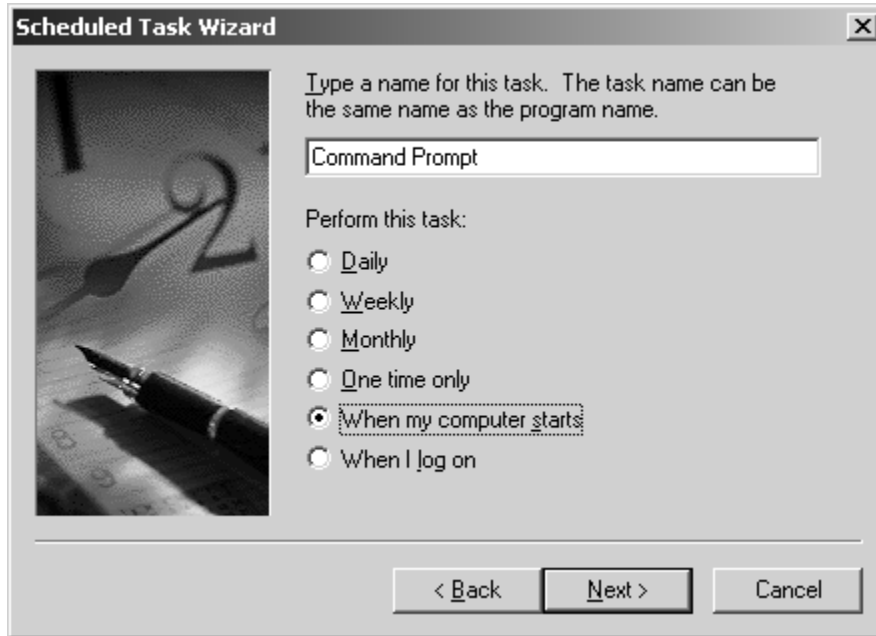 Scheduled Task Wizard
Type a name for this task. The task name can be
the same name as the program name.
Command Prompt
Perform this task:
Daily
Weekly
Monthly
One time only
When my computer starts
When I log on
< Back Next > Cancel